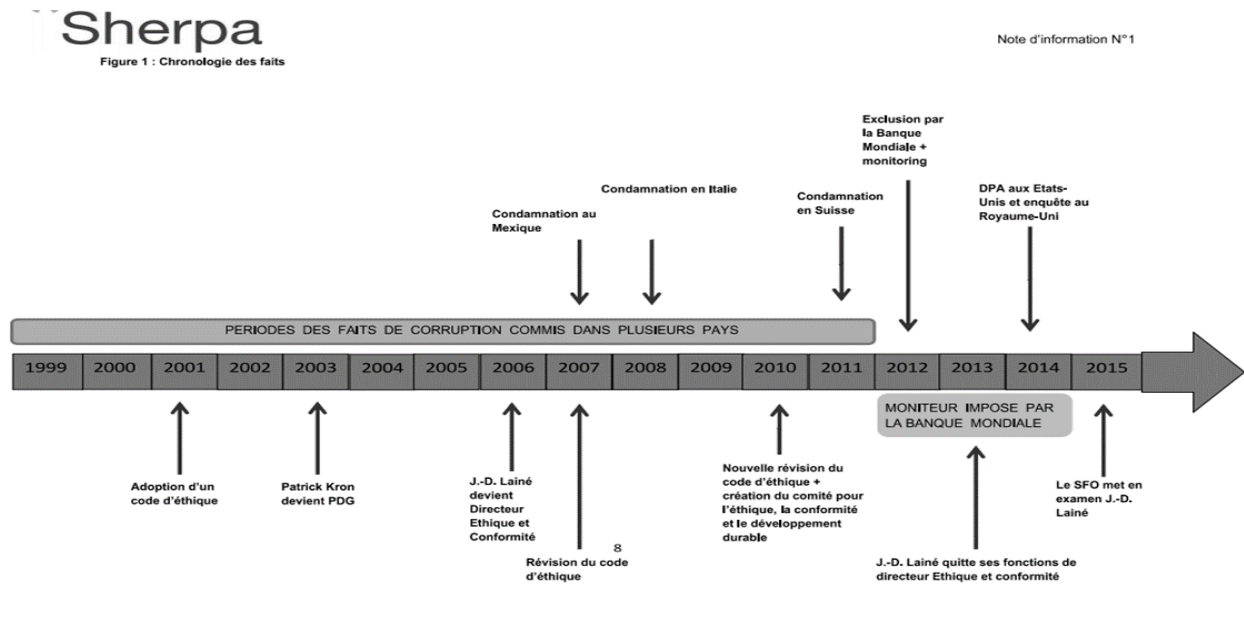 Sherpa
Note d'information N°1
Figure 1 : Chronologie des faits
Exclusion par
la Banque
Mondiale +
monitoring
Condamnation en Italie
DPA aux Etats-
Unis et enquête au
Royaume-Uni
Condamnation
en Suisse
Condamnation au
Mexique
PERIODES DES FAITS DE CORRUPTION COMMIS DANS PLUSIEURS PAYS
1999 2000 2001 2002 2003 2004 2005 2006 2007 2008 2009 2010 2011 2012 2013 2014 2015
MONITEUR IMPOSE PAR
LA BANQUE MONDIALE
Adoption d'un
code d'éthique
Patrick Kron
devient PDG
J.-D. Lainé
devient
Directeur
Ethique et
Conformité
8
Révision du code
d'éthique
Nouvelle révision du
code d'éthique +
création du comité pour
l'éthique, la conformité
et le développement
durable
J.-D. Lainé quitte ses fonctions de
directeur Ethique et conformité
Le SFO met en
examen J.-D.
Lainé